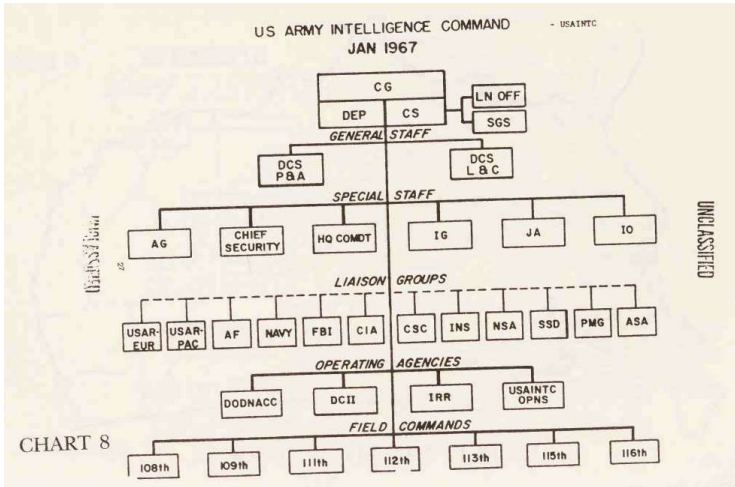 US ARMY INTELLIGENCE COMMAND - USAINTC
JAN 1967
CG
DEP CS
LN OFF
SGS
GENERAL STAFF
DCS
P&A
DCS
L&C
SPECIAL STAFF
AG
CHIEF
SECURITY
HQ COMDT
IG
JA
IO
UNCLASSIFIED
27
LIAISON GROUPS
USAR-
EUR
USAR-
PAC
AF
NAVY
FBI
CIA
CSC
INS
NSA
SSD
PMG
ASA
OPERATING AGENCIES
DODNACC
DCII
IRR
USAINTC
OPNS
FIELD COMMANDS
CHART 8
108th
109th
111th
112th
113th
115th
116th